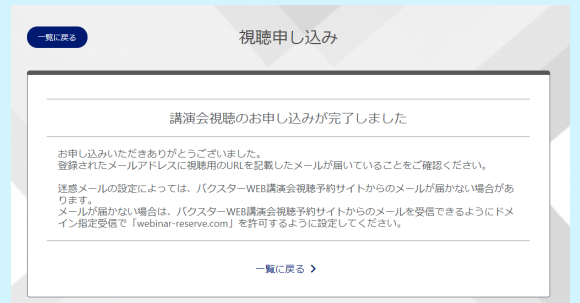 一覧に戻る
視聴申し込み
講演会視聴のお申し込みが完了しました
お申し込みいただきありがとうございました。
登録されたメールアドレスに視聴用のURLを記載したメールが届いていることをご確認ください。
迷惑メールの設定によっては、バクスターWEB講演会視聴予約サイトからのメールが届かない場合があ
ります。
メールが届かない場合は、バクスターWEB講演会視聴予約サイトからのメールを受信できるようにドメ
イン指定受信で「webinar-reserve.com」を許可するように設定してください。
一覧に戻る